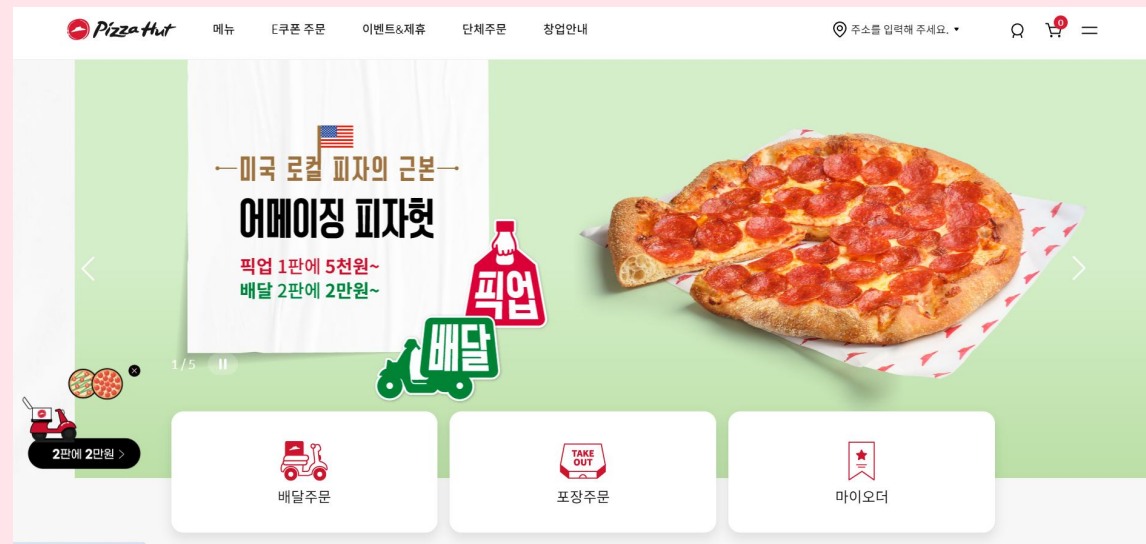 Pizza Hut
메뉴
E쿠폰 주문
이벤트&제휴
단체주문
창업안내
주소를 입력해 주세요.
0
미국 로컬 피자의 근본
어메이징 피자헛
픽업 1판에 5천원~
배달 2판에 2만원~
픽업
배달
1 / 5
2판에 2만원 >
배달주문
TAKE
OUT
포장주문
마이오더